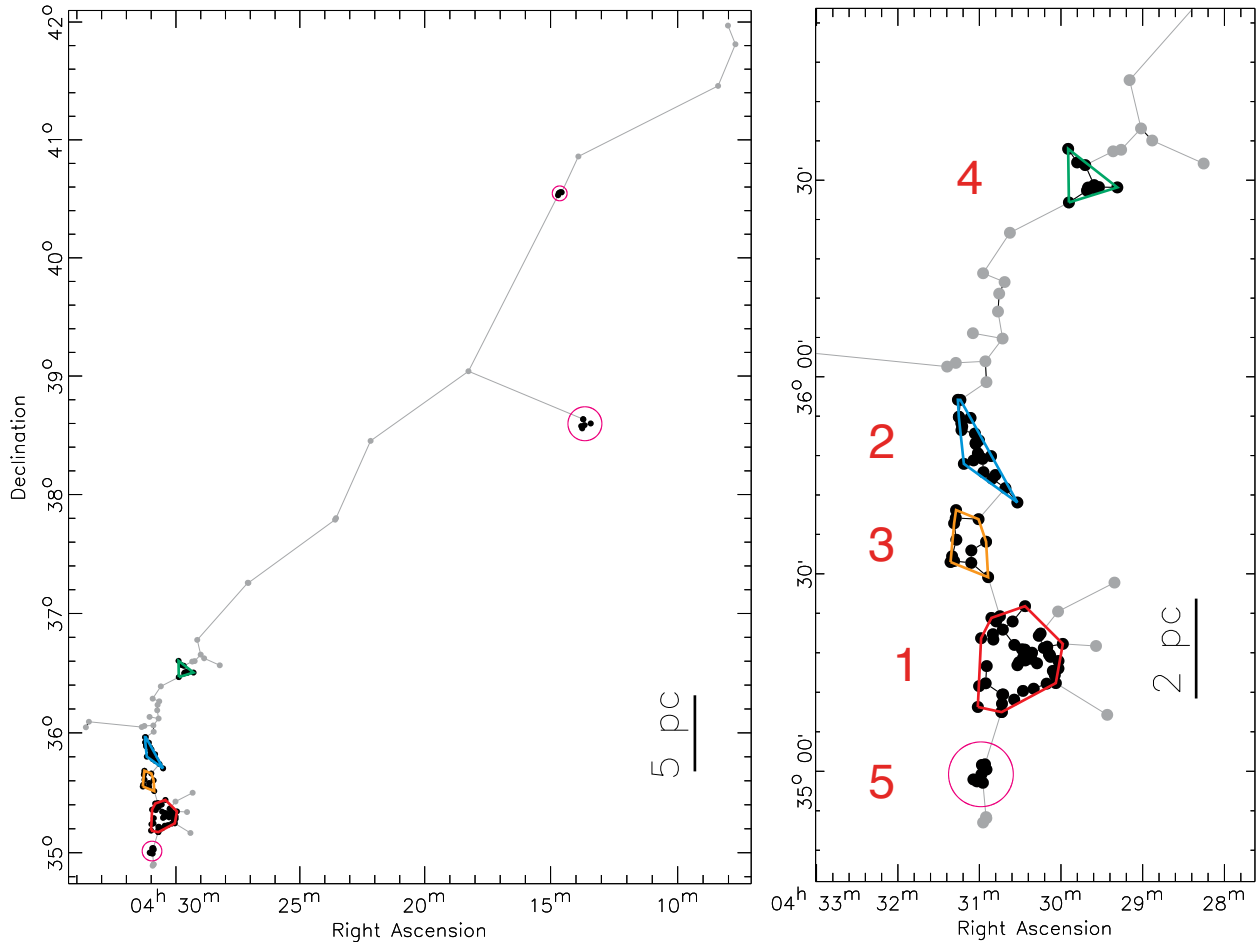 42°
41°
40°
39°
38°
37°
36°
35°
Declination
5 pc
04ʰ 30ᵐ
25ᵐ
20ᵐ
15ᵐ
10ᵐ
Right Ascension
30'
36° 00'
30'
35° 00'
4
2
3
1
5
2 pc
04ʰ 33ᵐ
32ᵐ
31ᵐ
30ᵐ
29ᵐ
28ᵐ
Right Ascension